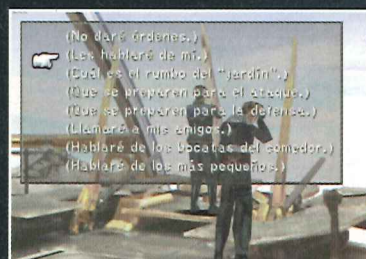 (No daré órdenes.)
(Les hablaré de mí.)
(Cuál es el rumbo del "jardín".)
(Que se preparen para el ataque.)
(Que se preparen para la defensa.)
(Llamaré a mis amigos.)
(Hablaré de los bocatas del comedor.)
(Hablaré de los más pequeños.)